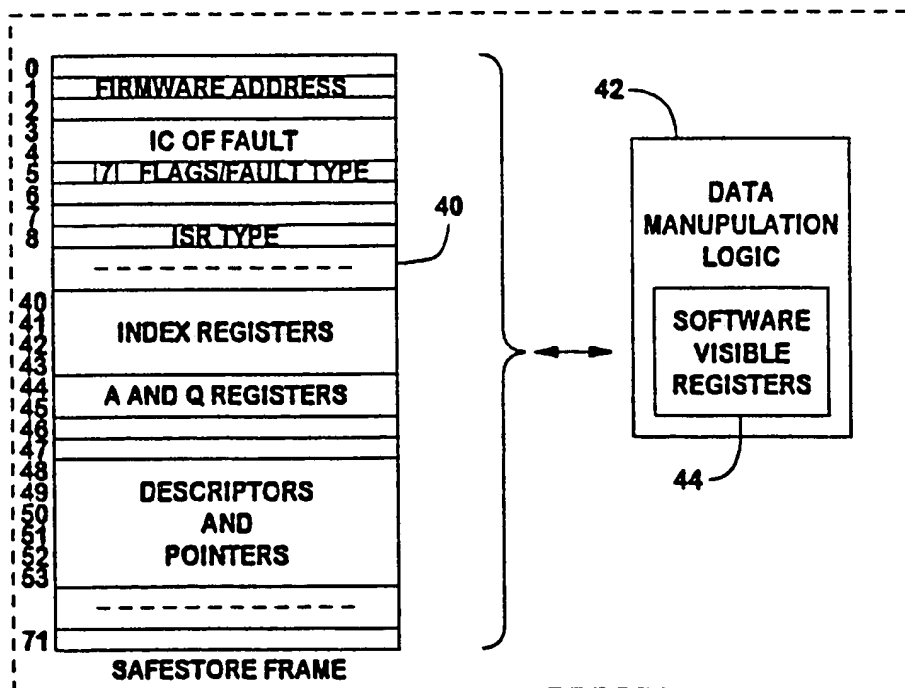 0
1 FIRMWARE ADDRESS
2
3 IC OF FAULT
4
5 [7] FLAGS/FAULT TYPE
6
7
8 ISR TYPE
40
40
41 INDEX REGISTERS
42
43
44 A AND Q REGISTERS
45
46
47
48
49 DESCRIPTORS
50 AND
51
52 POINTERS
53
71
SAFESTORE FRAME
42
DATA
MANUPULATION
LOGIC
SOFTWARE
VISIBLE
REGISTERS
44